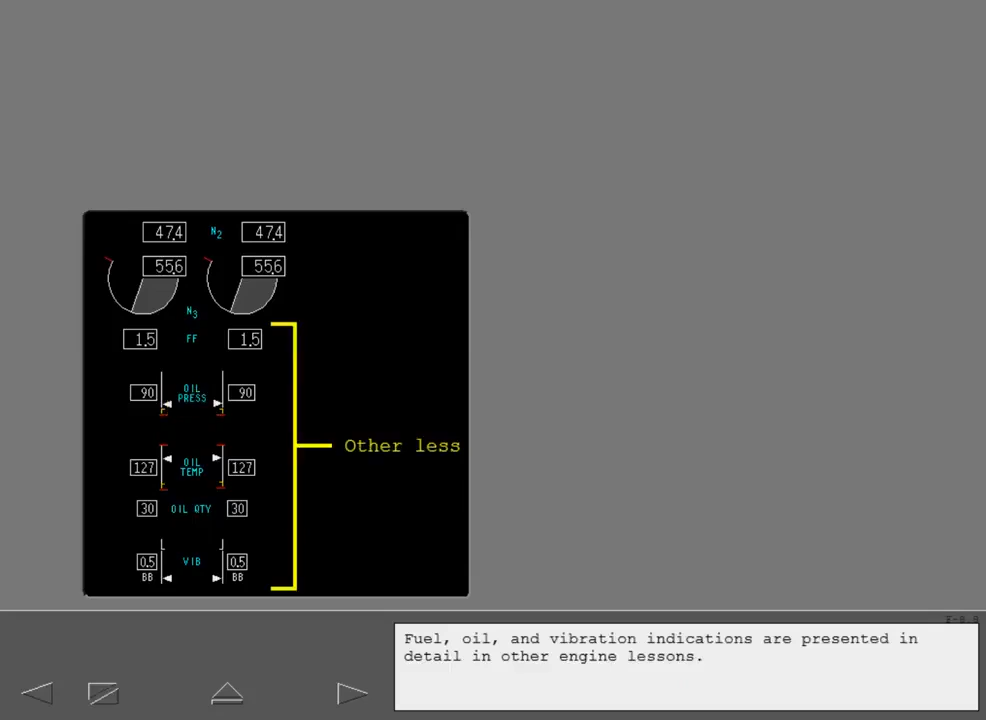 47.4 N2 47.4
55.6 55.6
N3
1.5 FF 1.5
90 OIL PRESS 90
Other less
127 OIL TEMP 127
30 OIL QTY 30
0.5 VIB 0.5
BB BB
Fuel, oil, and vibration indications are presented in
detail in other engine lessons.